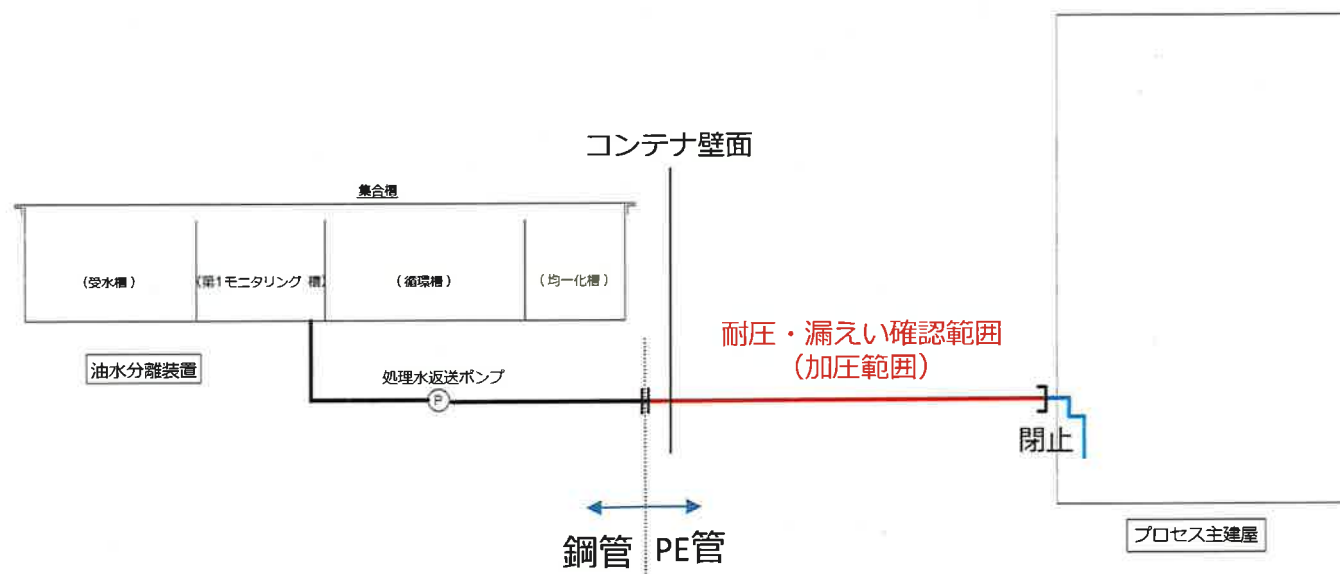 コンテナ壁面
集合槽
(受水槽)
(第1モニタリング 槽)
(循環槽)
(均一化槽)
耐圧・漏えい確認範囲
(加圧範囲)
油水分離装置
処理水返送ポンプ
P
閉止
鋼管
PE管
プロセス主建屋